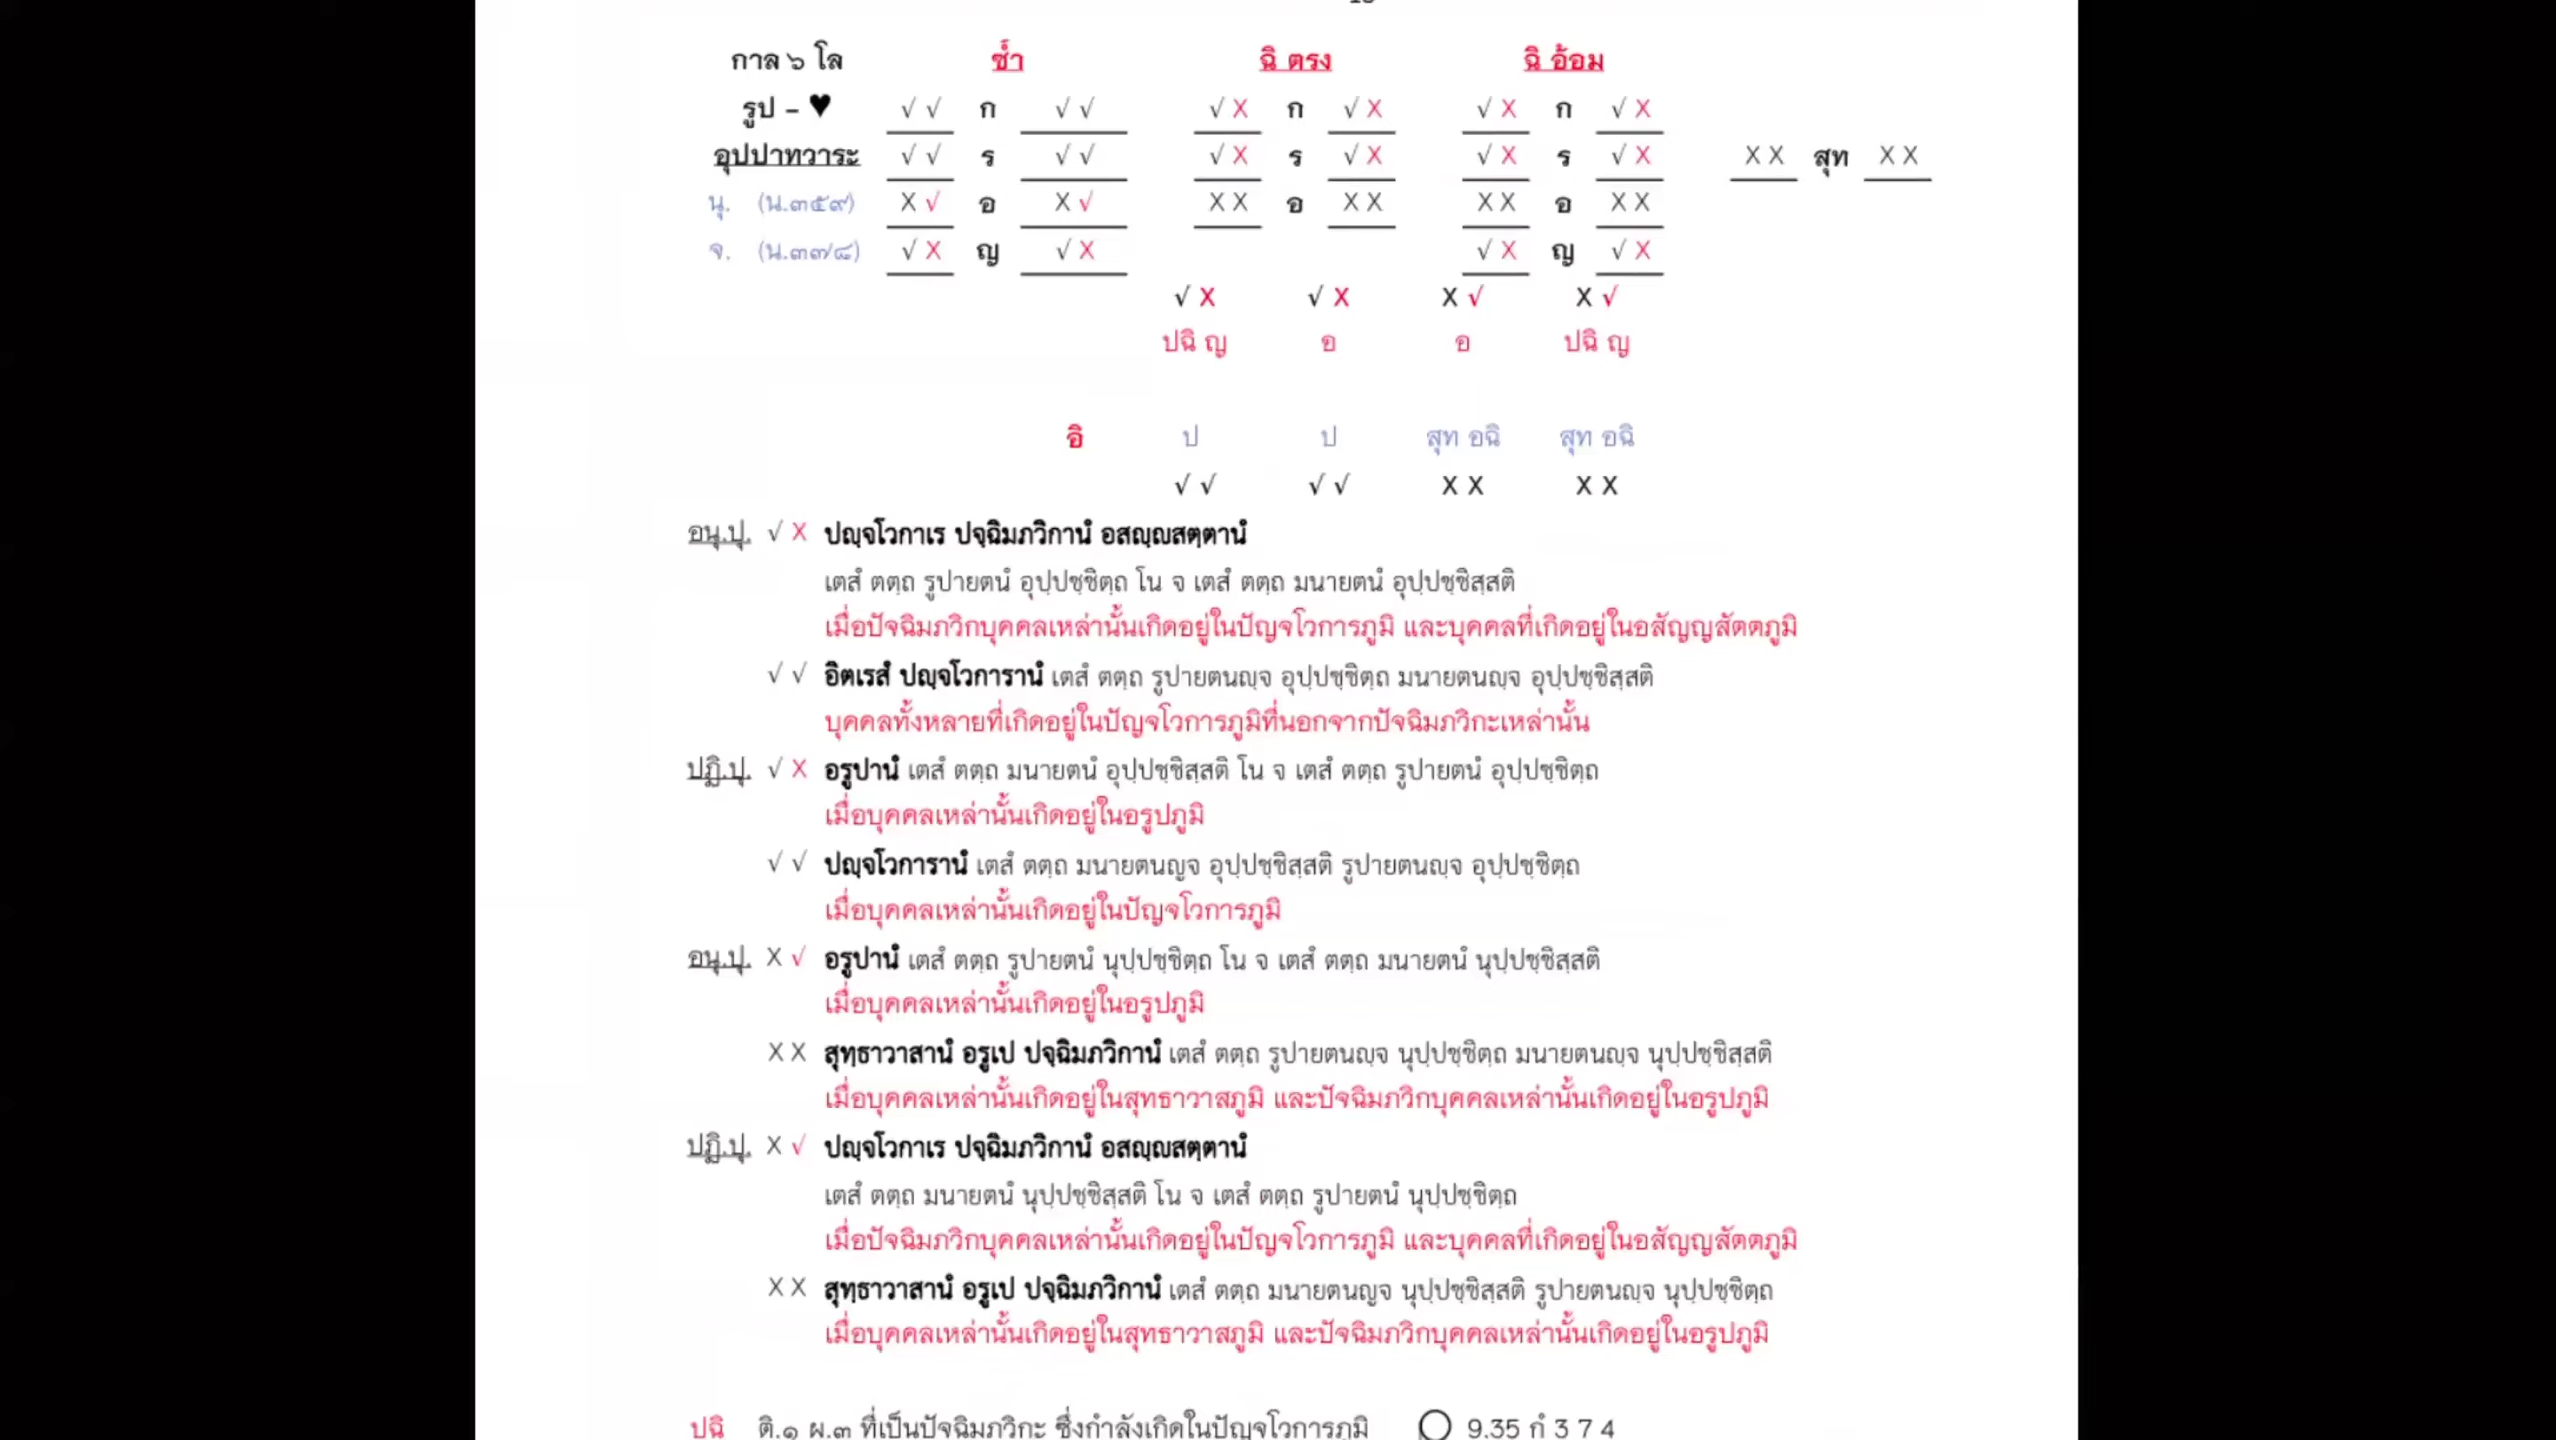 กาล ๖ โล ซ้ำ ฉิ ตรง ฉิ อ้อม
รูป – ♥ √ √ ก √ √ √ X ก √ X √ X ก √ X
อุปปาทวาระ √ √ ร √ √ √ X ร √ X √ X ร √ X X X สุท X X
นุ. (น.๓๕๙) X √ อ X √ X X อ X X X X อ X X
จ. (น.๓๗๘) √ X ญ √ X √ X ญ √ X
√ X √ X X √ X √
ปฉิ ญ อ อ ปฉิ ญ
อิ ป ป สุท อฉิ สุท อฉิ
√ √ √ √ X X X X
อนุ.ปุ. √ X ปญฺจโวกาเร ปจฺฉิมภวิกานํ อสญฺญสตฺตานํ
เตสํ ตตฺถ รูปายตนํ อุปฺปชฺชิตฺถ โน จ เตสํ ตตฺถ มนายตนํ อุปฺปชฺชิสฺสติ
เมื่อปัจฉิมภวิกบุคคลเหล่านั้นเกิดอยู่ในปัญจโวการภูมิ และบุคคลที่เกิดอยู่ในอสัญญสัตตภูมิ
√ √ อิตเรสํ ปญฺจโวการานํ เตสํ ตตฺถ รูปายตนญฺจ อุปฺปชฺชิตฺถ มนายตนญฺจ อุปฺปชฺชิสฺสติ
บุคคลทั้งหลายที่เกิดอยู่ในปัญจโวการภูมิที่นอกจากปัจฉิมภวิกะเหล่านั้น
ปฏิ.ปุ. √ X อรูปานํ เตสํ ตตฺถ มนายตนํ อุปฺปชฺชิสฺสติ โน จ เตสํ ตตฺถ รูปายตนํ อุปฺปชฺชิตฺถ
เมื่อบุคคลเหล่านั้นเกิดอยู่ในอรูปภูมิ
√ √ ปญฺจโวการานํ เตสํ ตตฺถ มนายตนญฺจ อุปฺปชฺชิสฺสติ รูปายตนญฺจ อุปฺปชฺชิตฺถ
เมื่อบุคคลเหล่านั้นเกิดอยู่ในปัญจโวการภูมิ
อนุ.ปุ. X √ อรูปานํ เตสํ ตตฺถ รูปายตนํ นุปฺปชฺชิตฺถ โน จ เตสํ ตตฺถ มนายตนํ นุปฺปชฺชิสฺสติ
เมื่อบุคคลเหล่านั้นเกิดอยู่ในอรูปภูมิ
X X สุทฺธาวาสานํ อรูเป ปจฺฉิมภวิกานํ เตสํ ตตฺถ รูปายตนญฺจ นุปฺปชฺชิตฺถ มนายตนญฺจ นุปฺปชฺชิสฺสติ
เมื่อบุคคลเหล่านั้นเกิดอยู่ในสุทธาวาสภูมิ และปัจฉิมภวิกบุคคลเหล่านั้นเกิดอยู่ในอรูปภูมิ
ปฏิ.ปุ. X √ ปญฺจโวกาเร ปจฺฉิมภวิกานํ อสญฺญสตฺตานํ
เตสํ ตตฺถ มนายตนํ นุปฺปชฺชิสฺสติ โน จ เตสํ ตตฺถ รูปายตนํ นุปฺปชฺชิตฺถ
เมื่อปัจฉิมภวิกบุคคลเหล่านั้นเกิดอยู่ในปัญจโวการภูมิ และบุคคลที่เกิดอยู่ในอสัญญสัตตภูมิ
X X สุทฺธาวาสานํ อรูเป ปจฺฉิมภวิกานํ เตสํ ตตฺถ มนายตนญฺจ นุปฺปชฺชิสฺสติ รูปายตนญฺจ นุปฺปชฺชิตฺถ
เมื่อบุคคลเหล่านั้นเกิดอยู่ในสุทธาวาสภูมิ และปัจฉิมภวิกบุคคลเหล่านั้นเกิดอยู่ในอรูปภูมิ
ปฉิ ติ.๑ ผ.๓ ที่เป็นปัจฉิมภวิกะ ซึ่งกำลังเกิดในปัญจโวการภูมิ ◯ 9.35 กํ 3 7 4